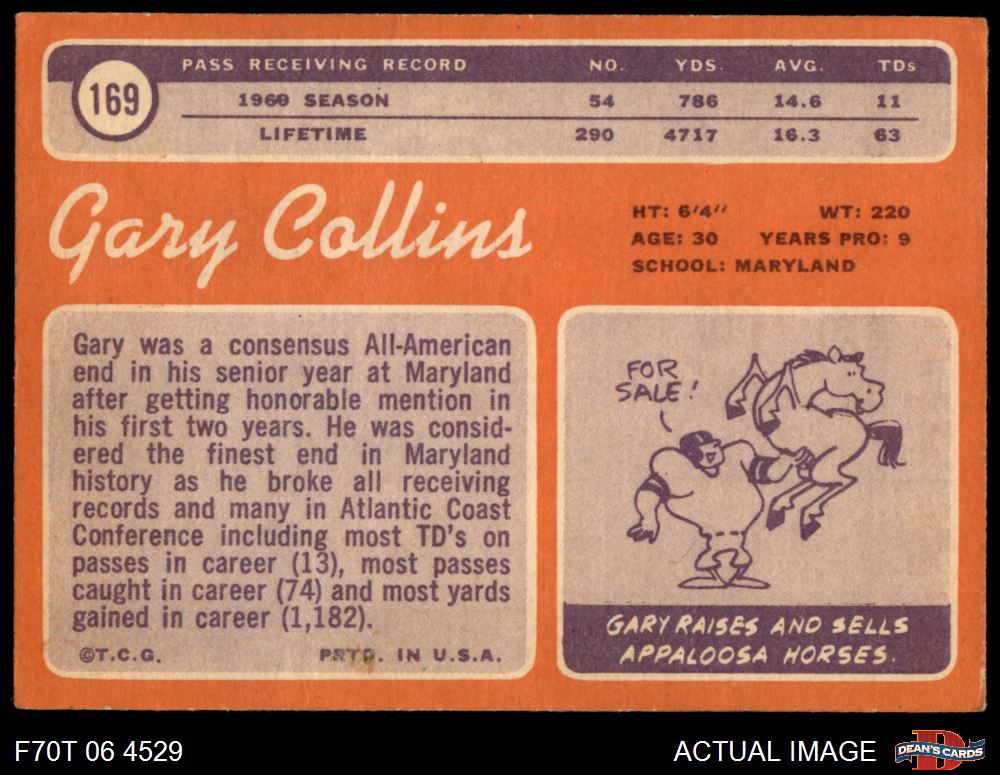 169
PASS RECEIVING RECORD NO. YDS. AVG. TDs
1969 SEASON 54 786 14.6 11
LIFETIME 290 4717 16.3 63
Gary Collins
HT: 6'4" WT: 220
AGE: 30 YEARS PRO: 9
SCHOOL: MARYLAND
Gary was a consensus All-American
end in his senior year at Maryland
after getting honorable mention in
his first two years. He was consid-
ered the finest end in Maryland
history as he broke all receiving
records and many in Atlantic Coast
Conference including most TD's on
passes in career (13), most passes
caught in career (74) and most yards
gained in career (1,182).
©T.C.G. PRTD. IN U.S.A.
FOR
SALE!
GARY RAISES AND SELLS
APPALOOSA HORSES.
F70T 06 4529 ACTUAL IMAGE D DEAN'S CARDS